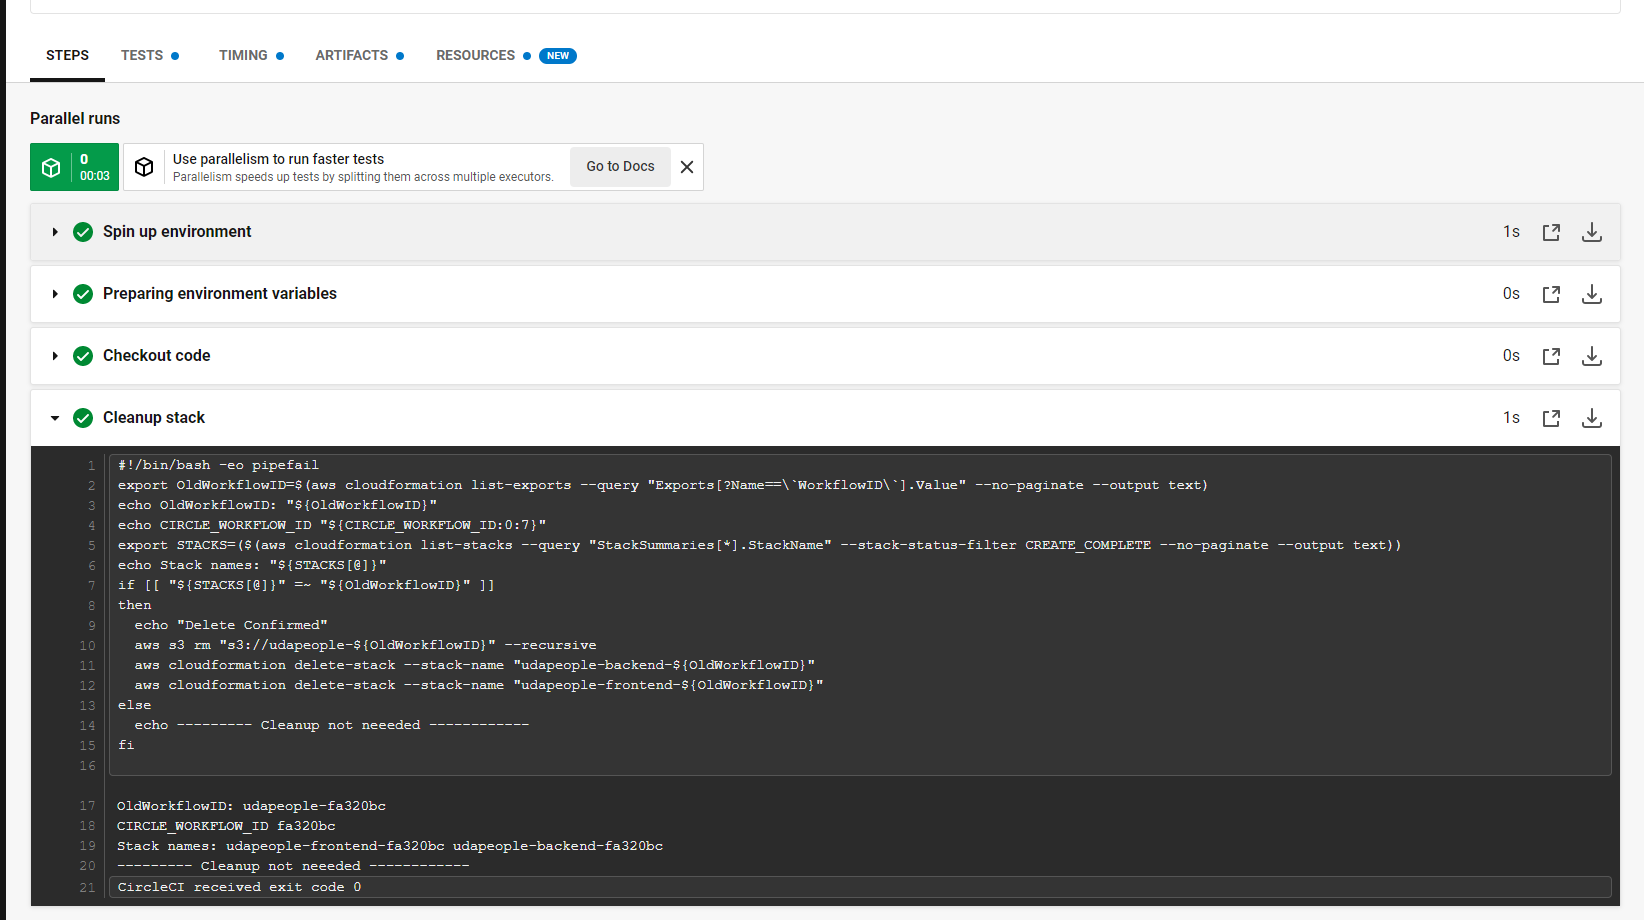 STEPS TESTS TIMING ARTIFACTS RESOURCES NEW
Parallel runs
0
00:03
Use parallelism to run faster tests
Parallelism speeds up tests by splitting them across multiple executors.
Go to Docs
Spin up environment 1s
Preparing environment variables 0s
Checkout code 0s
Cleanup stack 1s
1 #!/bin/bash -eo pipefail
2 export OldWorkflowID=$(aws cloudformation list-exports --query "Exports[?Name==\`WorkflowID\`].Value" --no-paginate --output text)
3 echo OldWorkflowID: "${OldWorkflowID}"
4 echo CIRCLE_WORKFLOW_ID "${CIRCLE_WORKFLOW_ID:0:7}"
5 export STACKS=($(aws cloudformation list-stacks --query "StackSummaries[*].StackName" --stack-status-filter CREATE_COMPLETE --no-paginate --output text))
6 echo Stack names: "${STACKS[@]}"
7 if [[ "${STACKS[@]}" =~ "${OldWorkflowID}" ]]
8 then
9   echo "Delete Confirmed"
10   aws s3 rm "s3://udapeople-${OldWorkflowID}" --recursive
11   aws cloudformation delete-stack --stack-name "udapeople-backend-${OldWorkflowID}"
12   aws cloudformation delete-stack --stack-name "udapeople-frontend-${OldWorkflowID}"
13 else
14   echo --------- Cleanup not neeeded ------------
15 fi
16
17 OldWorkflowID: udapeople-fa320bc
18 CIRCLE_WORKFLOW_ID fa320bc
19 Stack names: udapeople-frontend-fa320bc udapeople-backend-fa320bc
20 --------- Cleanup not neeeded ------------
21 CircleCI received exit code 0